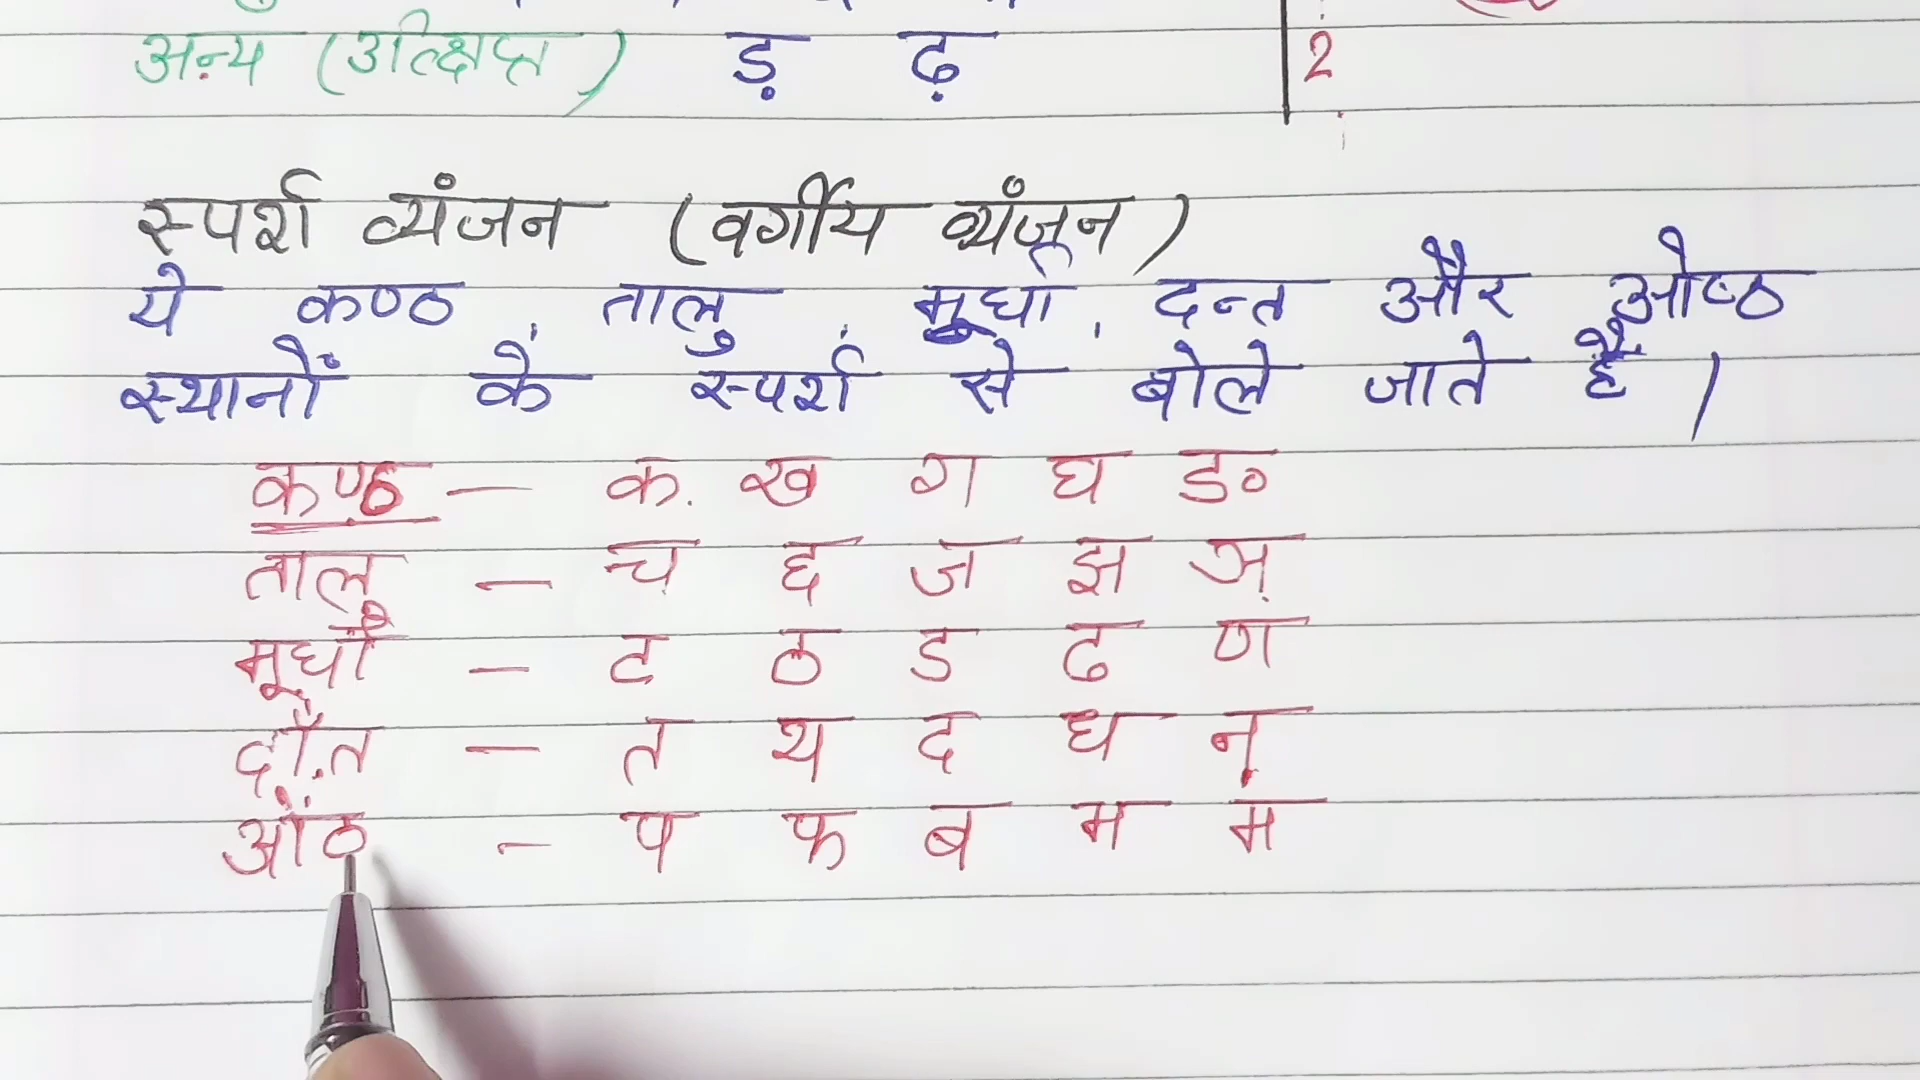 अन्य (उत्क्षिप्त) ड़ ढ़
2
स्पर्श व्यंजन (वर्गीय व्यंजन)
ये कण्ठ, तालु, मुर्धा, दन्त और ओष्ठ
स्थानों के स्पर्श से बोले जाते हैं।
कण्ठ — क. ख ग घ ङ
तालु — च छ ज झ ञ
मूर्धा — ट ठ ड ढ ण
दाँत — त थ द ध न
ओंठ — प फ ब म म